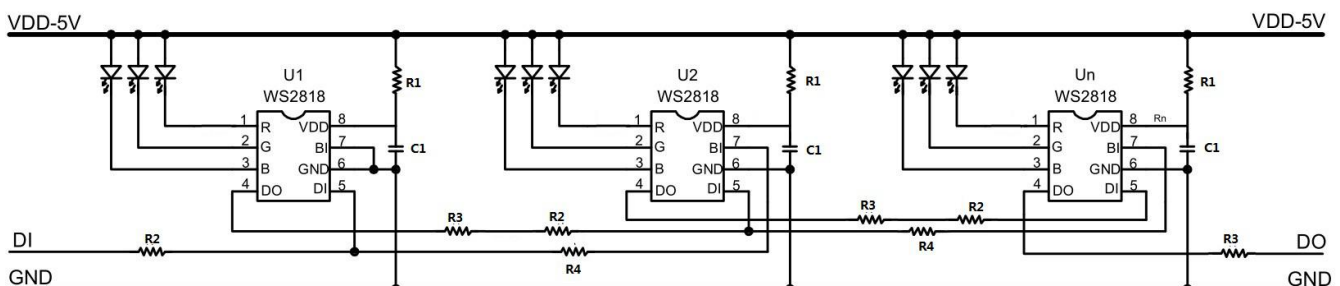 VDD-5V VDD-5V
U1 U2 Un
WS2818 WS2818 WS2818
R1 R1 R1
1 R VDD 8 1 R VDD 8 1 R VDD 8 Rn
2 G BI 7 2 G BI 7 2 G BI 7
C1 C1 C1
3 B GND 6 3 B GND 6 3 B GND 6
4 DO DI 5 4 DO DI 5 4 DO DI 5
R3 R2 R3 R2
DI R2 R4 R4 R3 DO
GND GND